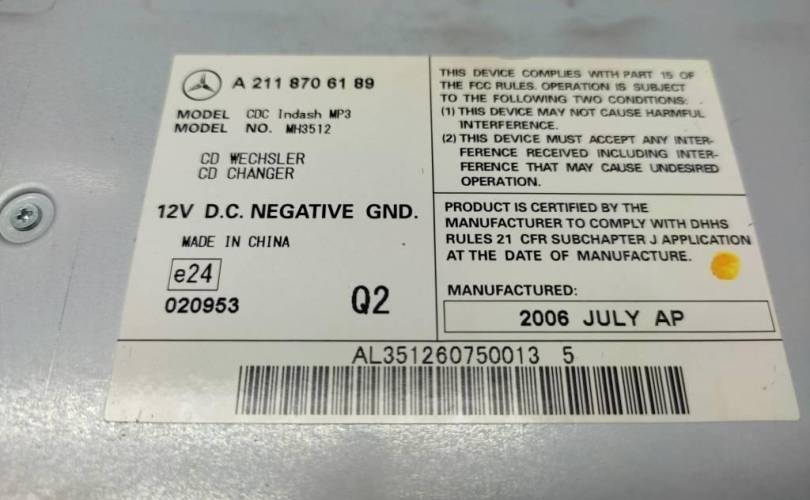 A 211 870 61 89
MODEL CDC Indash MP3
MODEL NO. MH3512
CD WECHSLER
CD CHANGER
12V D.C. NEGATIVE GND.
MADE IN CHINA
e24
020953
Q2
THIS DEVICE COMPLIES WITH PART 15 OF
THE FCC RULES. OPERATION IS SUBJECT
TO THE FOLLOWING TWO CONDITIONS:
(1) THIS DEVICE MAY NOT CAUSE HARMFUL
INTERFERENCE.
(2) THIS DEVICE MUST ACCEPT ANY INTER-
FERENCE RECEIVED INCLUDING INTER-
FERENCE THAT MAY CAUSE UNDESIRED
OPERATION.
PRODUCT IS CERTIFIED BY THE
MANUFACTURER TO COMPLY WITH DHHS
RULES 21 CFR SUBCHAPTER J APPLICATION
AT THE DATE OF MANUFACTURE.
MANUFACTURED:
2006 JULY AP
AL351260750013 5